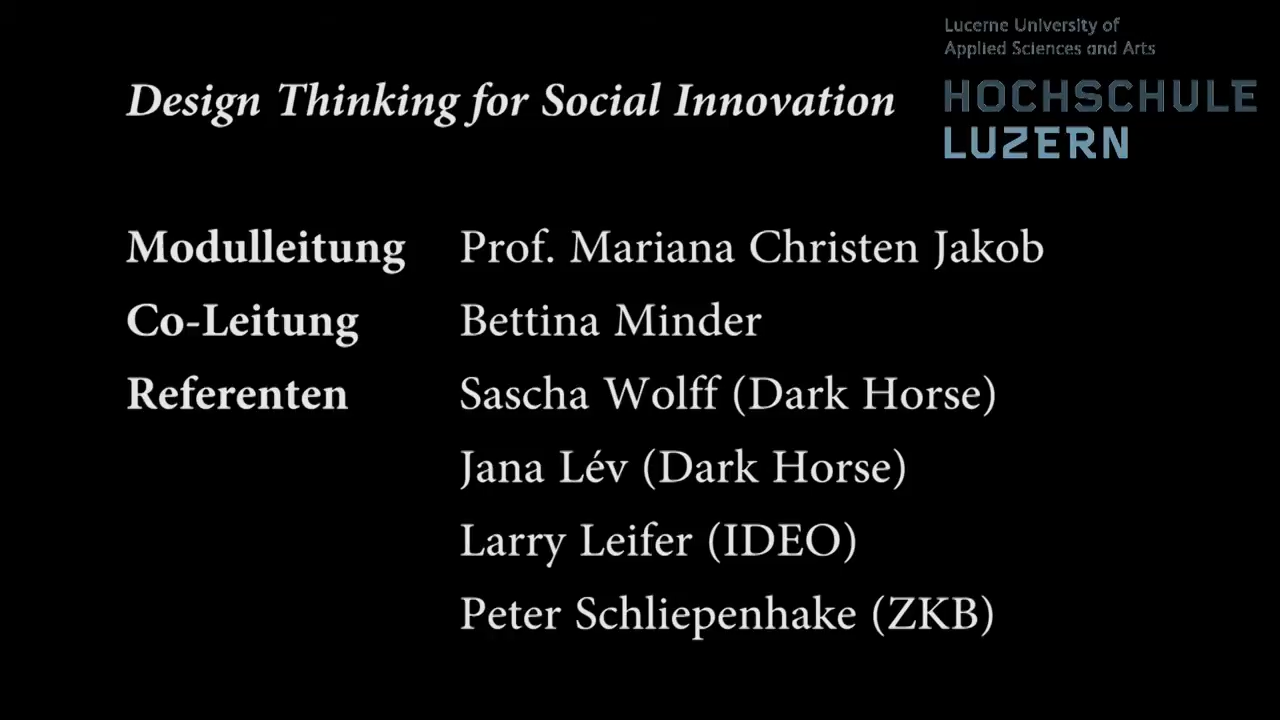 Lucerne University of
Applied Sciences and Arts
HOCHSCHULE
LUZERN
Design Thinking for Social Innovation
Modulleitung Prof. Mariana Christen Jakob
Co-Leitung Bettina Minder
Referenten Sascha Wolff (Dark Horse)
Jana Lév (Dark Horse)
Larry Leifer (IDEO)
Peter Schliepenhake (ZKB)